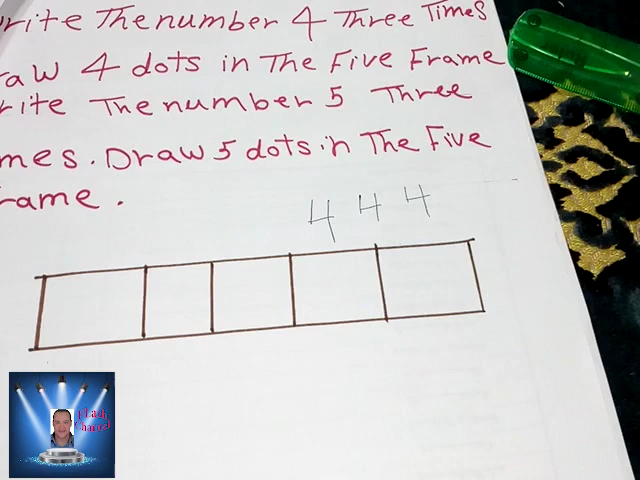 rite The number 4 Three Times
raw 4 dots in The Five Frame
rite The number 5 Three
mes. Draw 5 dots in The Five
rame.
4 4 4